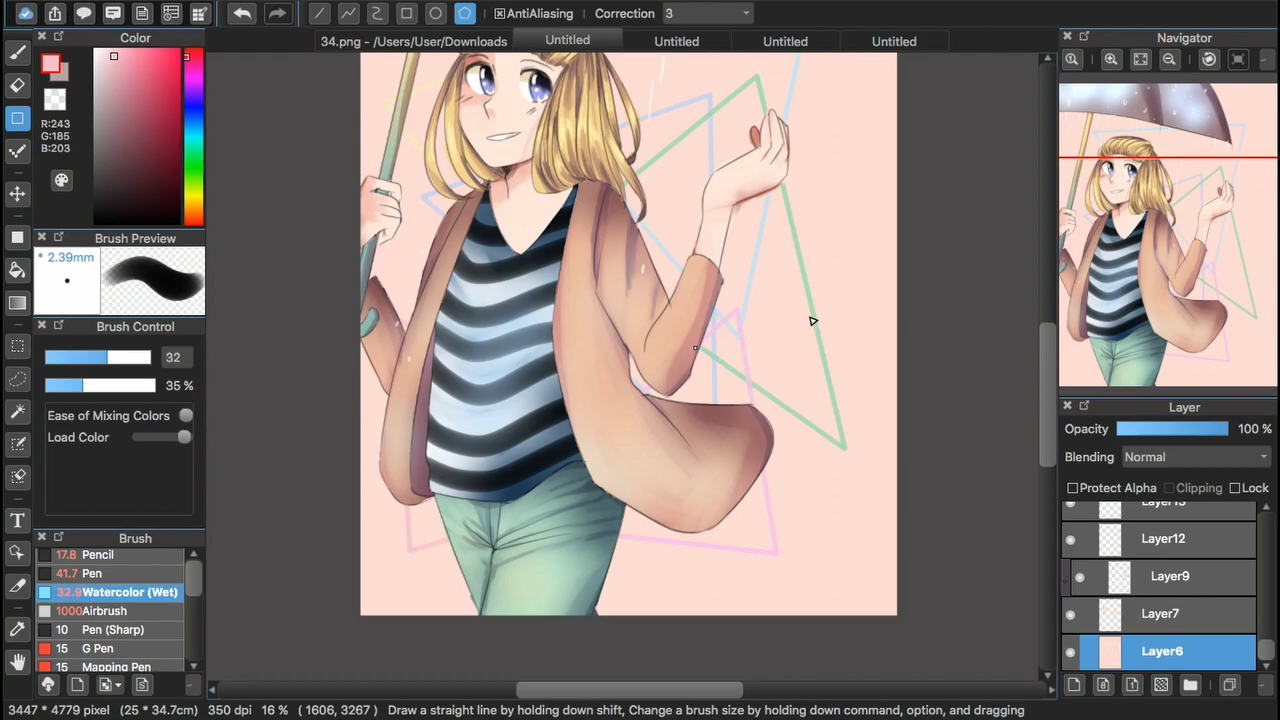 AntiAliasing Correction 3
34.png - /Users/User/Downloads Untitled Untitled Untitled Untitled
Color
R:243
G:185
B:203
Brush Preview
* 2.39mm
Brush Control
32
35 %
Ease of Mixing Colors
Load Color
Brush
17.8 Pencil
41.7 Pen
32.9 Watercolor (Wet)
1000 Airbrush
10 Pen (Sharp)
15 G Pen
15 Mapping Pen
Navigator
Layer
Opacity 100 %
Blending Normal
Protect Alpha Clipping Lock
Layer13
Layer12
Layer9
Layer7
Layer6
3447 * 4779 pixel (25 * 34.7cm) 350 dpi 16 % ( 1606, 3267 ) Draw a straight line by holding down shift, Change a brush size by holding down command, option, and dragging